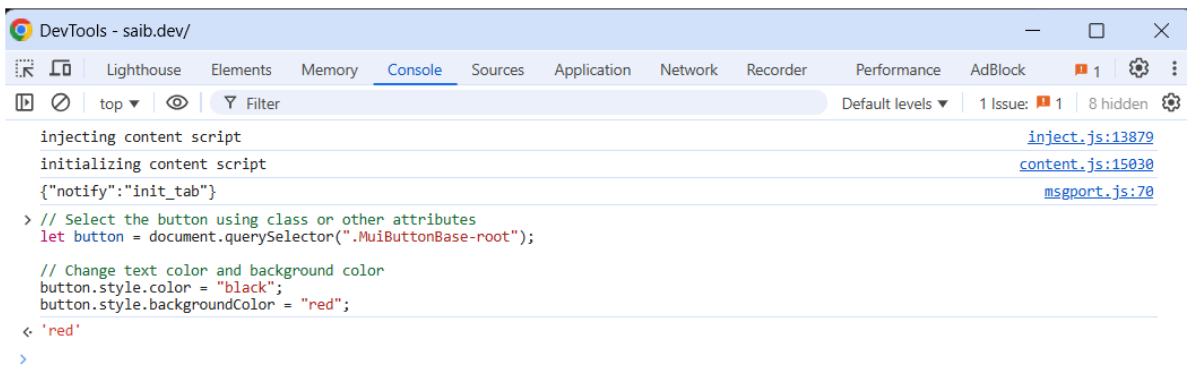 DevTools - saib.dev/
Lighthouse Elements Memory Console Sources Application Network Recorder Performance AdBlock 1
top ▼ Filter Default levels ▼ 1 Issue: 1 8 hidden
injecting content script inject.js:13879
initializing content script content.js:15030
{"notify":"init_tab"} msgport.js:70
> // Select the button using class or other attributes
let button = document.querySelector(".MuiButtonBase-root");
// Change text color and background color
button.style.color = "black";
button.style.backgroundColor = "red";
'red'
>